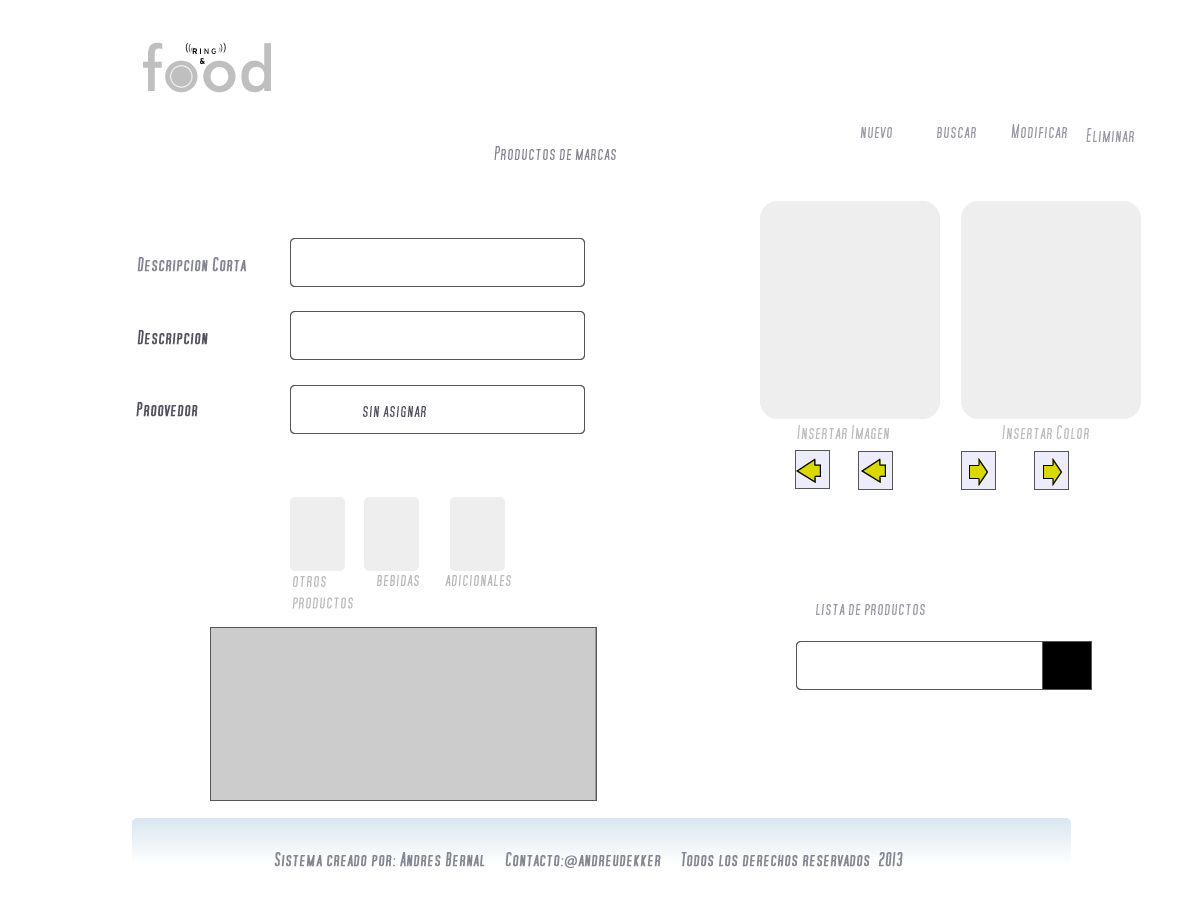 ((RING))
&
food
NUEVO BUSCAR MODIFICAR ELIMINAR
PRODUCTOS DE MARCAS
DESCRIPCION CORTA
DESCRIPCION
PROOVEDOR SIN ASIGNAR
INSERTAR IMAGEN INSERTAR COLOR
OTROS PRODUCTOS
BEBIDAS
ADICIONALES
LISTA DE PRODUCTOS
SISTEMA CREADO POR: ANDRES BERNAL CONTACTO:@ANDREUDEKKER TODOS LOS DERECHOS RESERVADOS 2013